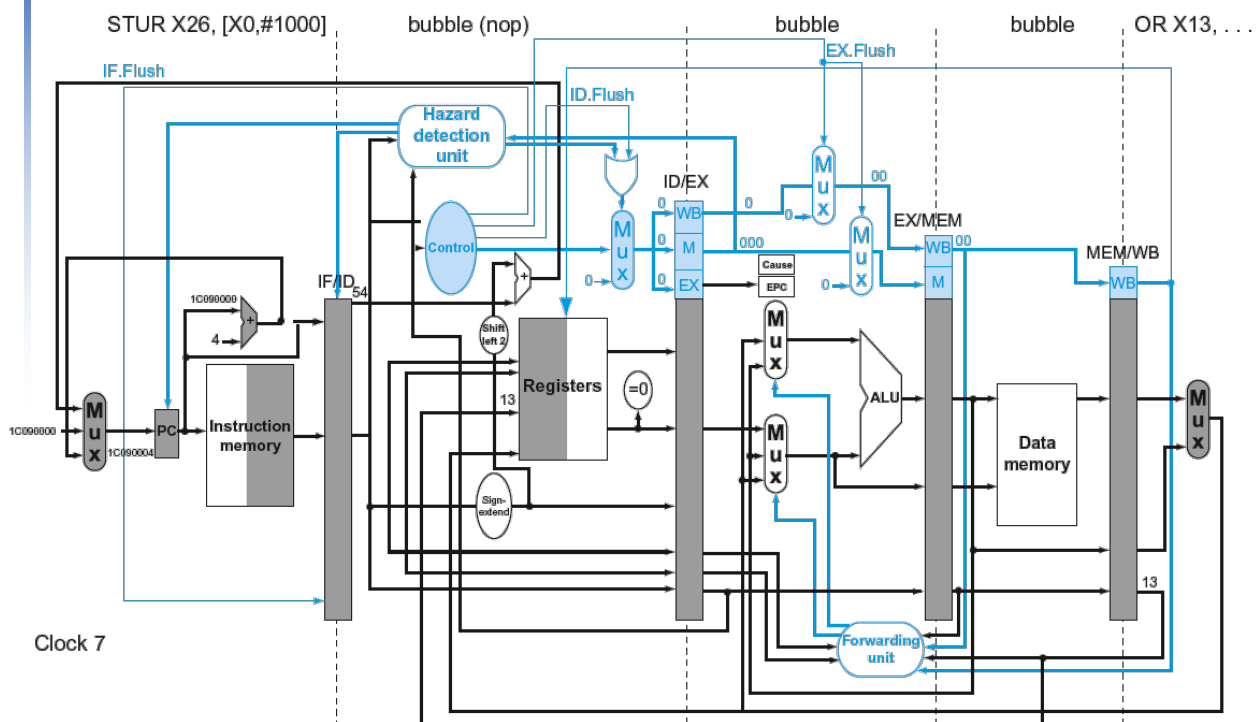 STUR X26, [X0,#1000]
bubble (nop)
bubble
bubble
OR X13, . . .
EX.Flush
IF.Flush
ID.Flush
Hazard
detection
unit
M
u
x
ID/EX
00
0
0
WB
0
0
EX/MEM
Control
M
u
x
0
M
000
M
u
x
WB
00
MEM/WB
0
0
EX
Cause
EPC
0
M
WB
IF/ID
54
+
1C090000
+
4
Shift
left 2
M
u
x
Registers
=0
ALU
13
M
u
x
1C090000
1C090004
PC
Instruction
memory
M
u
x
Data
memory
M
u
x
Sign-
extend
13
Clock 7
Forwarding
unit